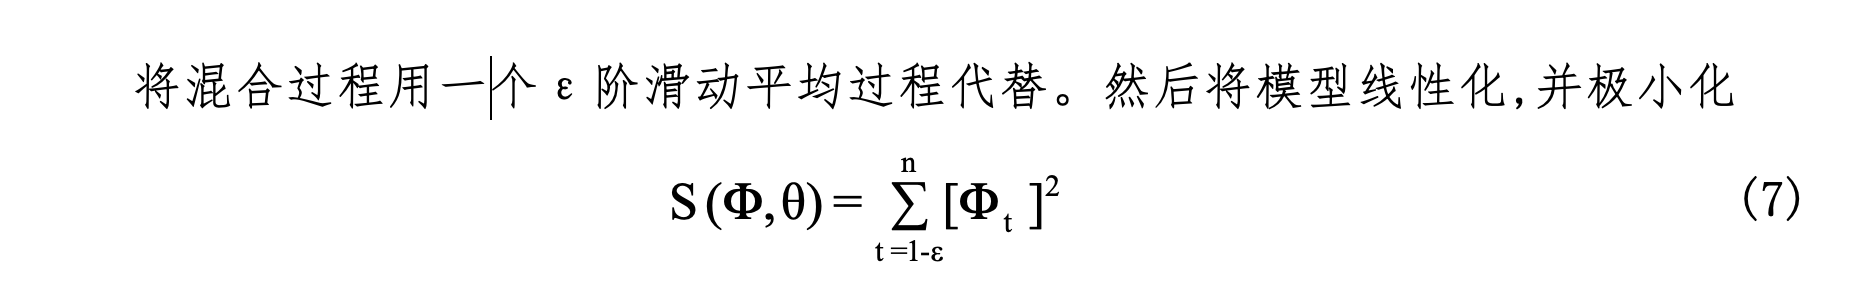 将混合过程用一个 ε 阶滑动平均过程代替。然后将模型线性化,并极小化
S(Φ,θ)= ∑_{t=1-ε}^{n} [Φ_t ]^2 (7)